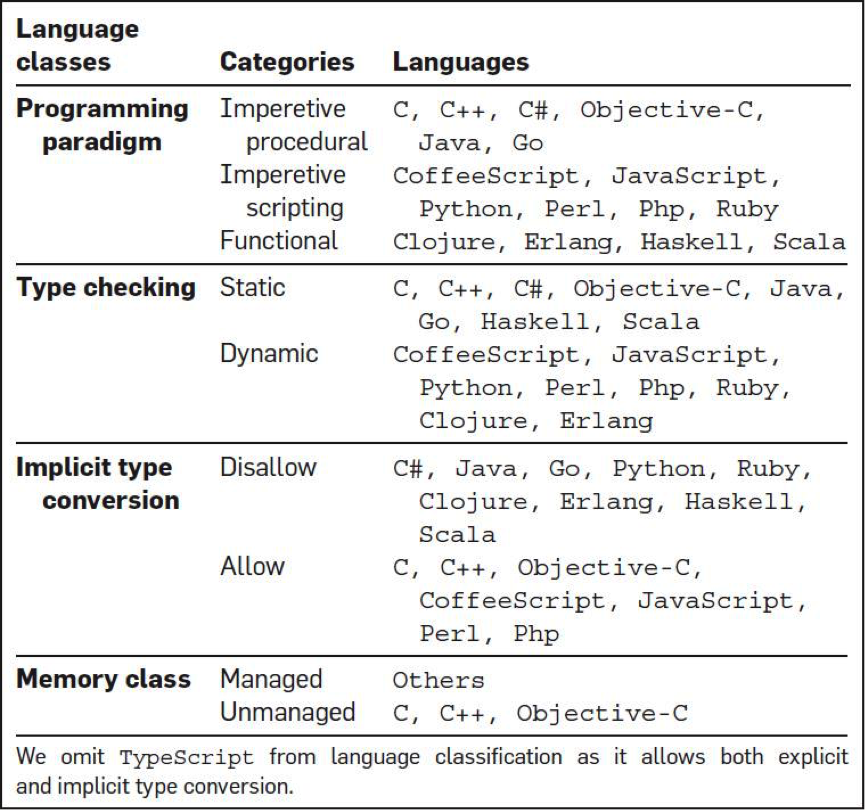 Language
classes Categories Languages
Programming Imperetive C, C++, C#, Objective-C,
paradigm procedural Java, Go
Imperetive CoffeeScript, JavaScript,
scripting Python, Perl, Php, Ruby
Functional Clojure, Erlang, Haskell, Scala
Type checking Static C, C++, C#, Objective-C, Java,
Go, Haskell, Scala
Dynamic CoffeeScript, JavaScript,
Python, Perl, Php, Ruby,
Clojure, Erlang
Implicit type Disallow C#, Java, Go, Python, Ruby,
conversion Clojure, Erlang, Haskell,
Scala
Allow C, C++, Objective-C,
CoffeeScript, JavaScript,
Perl, Php
Memory class Managed Others
Unmanaged C, C++, Objective-C
We omit TypeScript from language classification as it allows both explicit
and implicit type conversion.